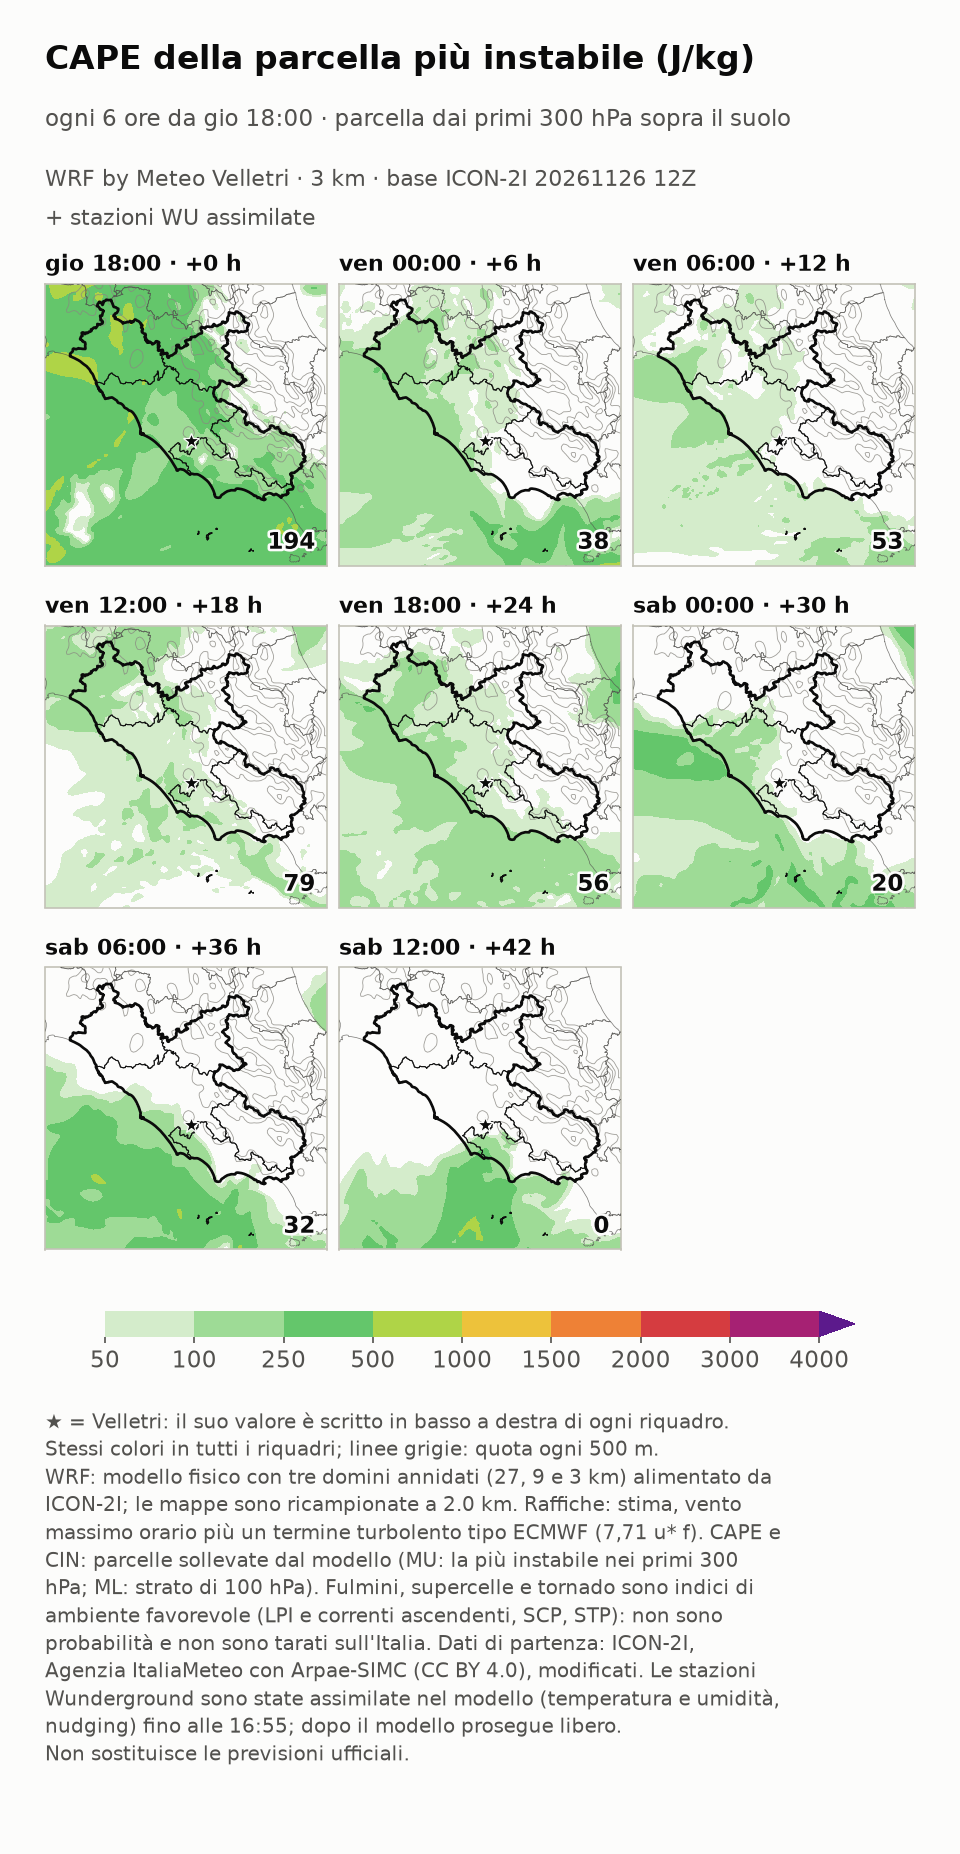 CAPE della parcella più instabile (J/kg)
ogni 6 ore da gio 18:00 · parcella dai primi 300 hPa sopra il suolo
WRF by Meteo Velletri · 3 km · base ICON-2I 20261126 12Z
+ stazioni WU assimilate
gio 18:00 · +0 h
ven 00:00 · +6 h
ven 06:00 · +12 h
194
38
53
ven 12:00 · +18 h
ven 18:00 · +24 h
sab 00:00 · +30 h
79
56
20
sab 06:00 · +36 h
sab 12:00 · +42 h
32
0
50 100 250 500 1000 1500 2000 3000 4000
★ = Velletri: il suo valore è scritto in basso a destra di ogni riquadro.
Stessi colori in tutti i riquadri; linee grigie: quota ogni 500 m.
WRF: modello fisico con tre domini annidati (27, 9 e 3 km) alimentato da
ICON-2I; le mappe sono ricampionate a 2.0 km. Raffiche: stima, vento
massimo orario più un termine turbolento tipo ECMWF (7,71 u* f). CAPE e
CIN: parcelle sollevate dal modello (MU: la più instabile nei primi 300
hPa; ML: strato di 100 hPa). Fulmini, supercelle e tornado sono indici di
ambiente favorevole (LPI e correnti ascendenti, SCP, STP): non sono
probabilità e non sono tarati sull'Italia. Dati di partenza: ICON-2I,
Agenzia ItaliaMeteo con Arpae-SIMC (CC BY 4.0), modificati. Le stazioni
Wunderground sono state assimilate nel modello (temperatura e umidità,
nudging) fino alle 16:55; dopo il modello prosegue libero.
Non sostituisce le previsioni ufficiali.